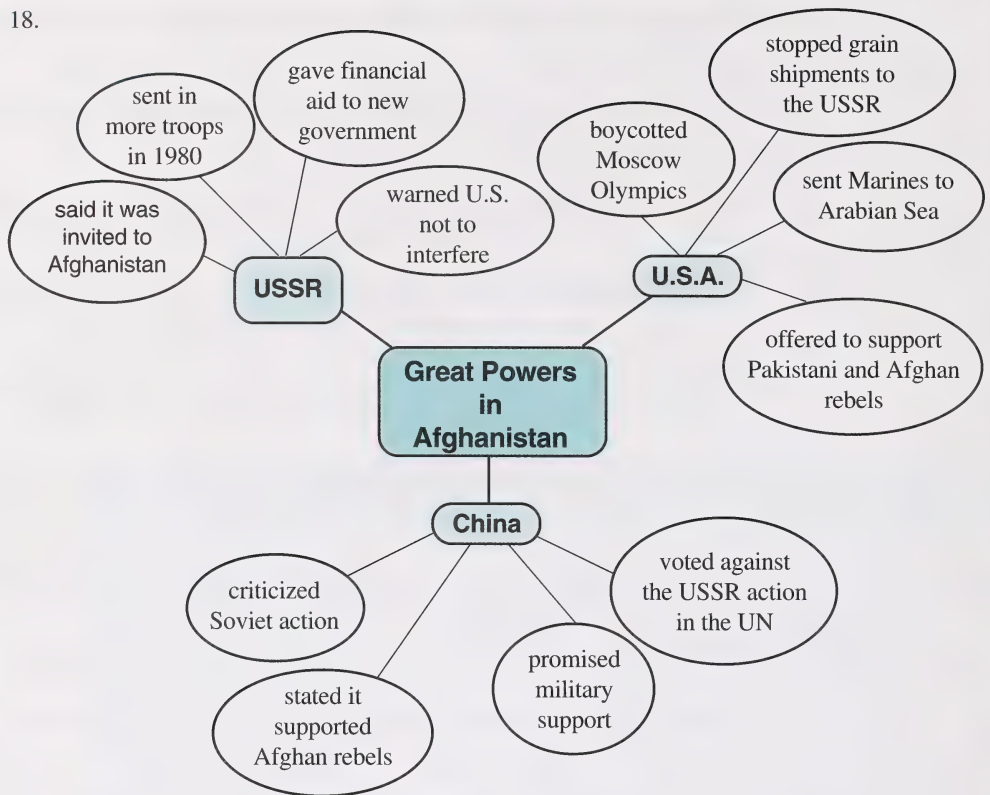 18.
said it was
invited to
Afghanistan
sent in
more troops
in 1980
gave financial
aid to new
government
warned U.S.
not to
interfere
USSR
boycotted
Moscow
Olympics
stopped grain
shipments to
the USSR
sent Marines to
Arabian Sea
offered to support
Pakistani and Afghan
rebels
U.S.A.
Great Powers
in
Afghanistan
China
criticized
Soviet action
stated it
supported
Afghan rebels
promised
military
support
voted against
the USSR action
in the UN